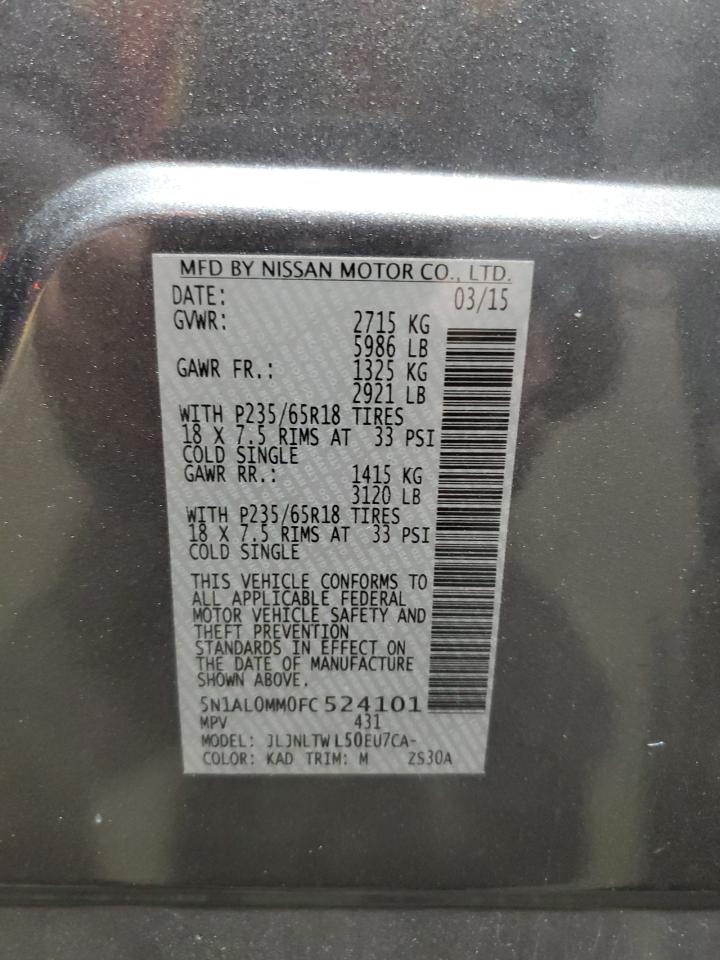 MFD BY NISSAN MOTOR CO., LTD.
DATE: 03/15
GVWR: 2715 KG
5986 LB
GAWR FR.: 1325 KG
2921 LB
WITH P235/65R18 TIRES
18 X 7.5 RIMS AT 33 PSI
COLD SINGLE
GAWR RR.: 1415 KG
3120 LB
WITH P235/65R18 TIRES
18 X 7.5 RIMS AT 33 PSI
COLD SINGLE
THIS VEHICLE CONFORMS TO
ALL APPLICABLE FEDERAL
MOTOR VEHICLE SAFETY AND
THEFT PREVENTION
STANDARDS IN EFFECT ON
THE DATE OF MANUFACTURE
SHOWN ABOVE.
5N1AL0MM0FC524101
MPV 431
MODEL: JLJNLTWL50EU7CA-
COLOR: KAD TRIM: M ZS30A